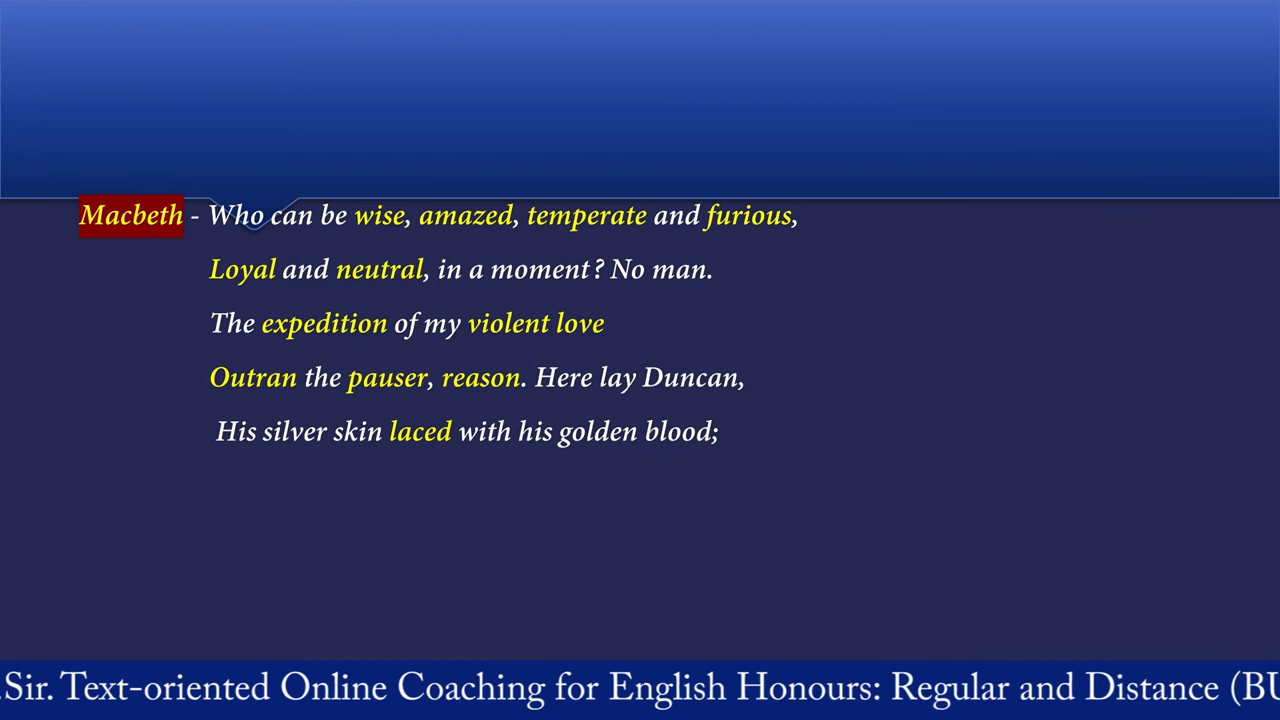 Macbeth - Who can be wise, amazed, temperate and furious,
Loyal and neutral, in a moment? No man.
The expedition of my violent love
Outran the pauser, reason. Here lay Duncan,
His silver skin laced with his golden blood;
.Sir. Text-oriented Online Coaching for English Honours: Regular and Distance (BU